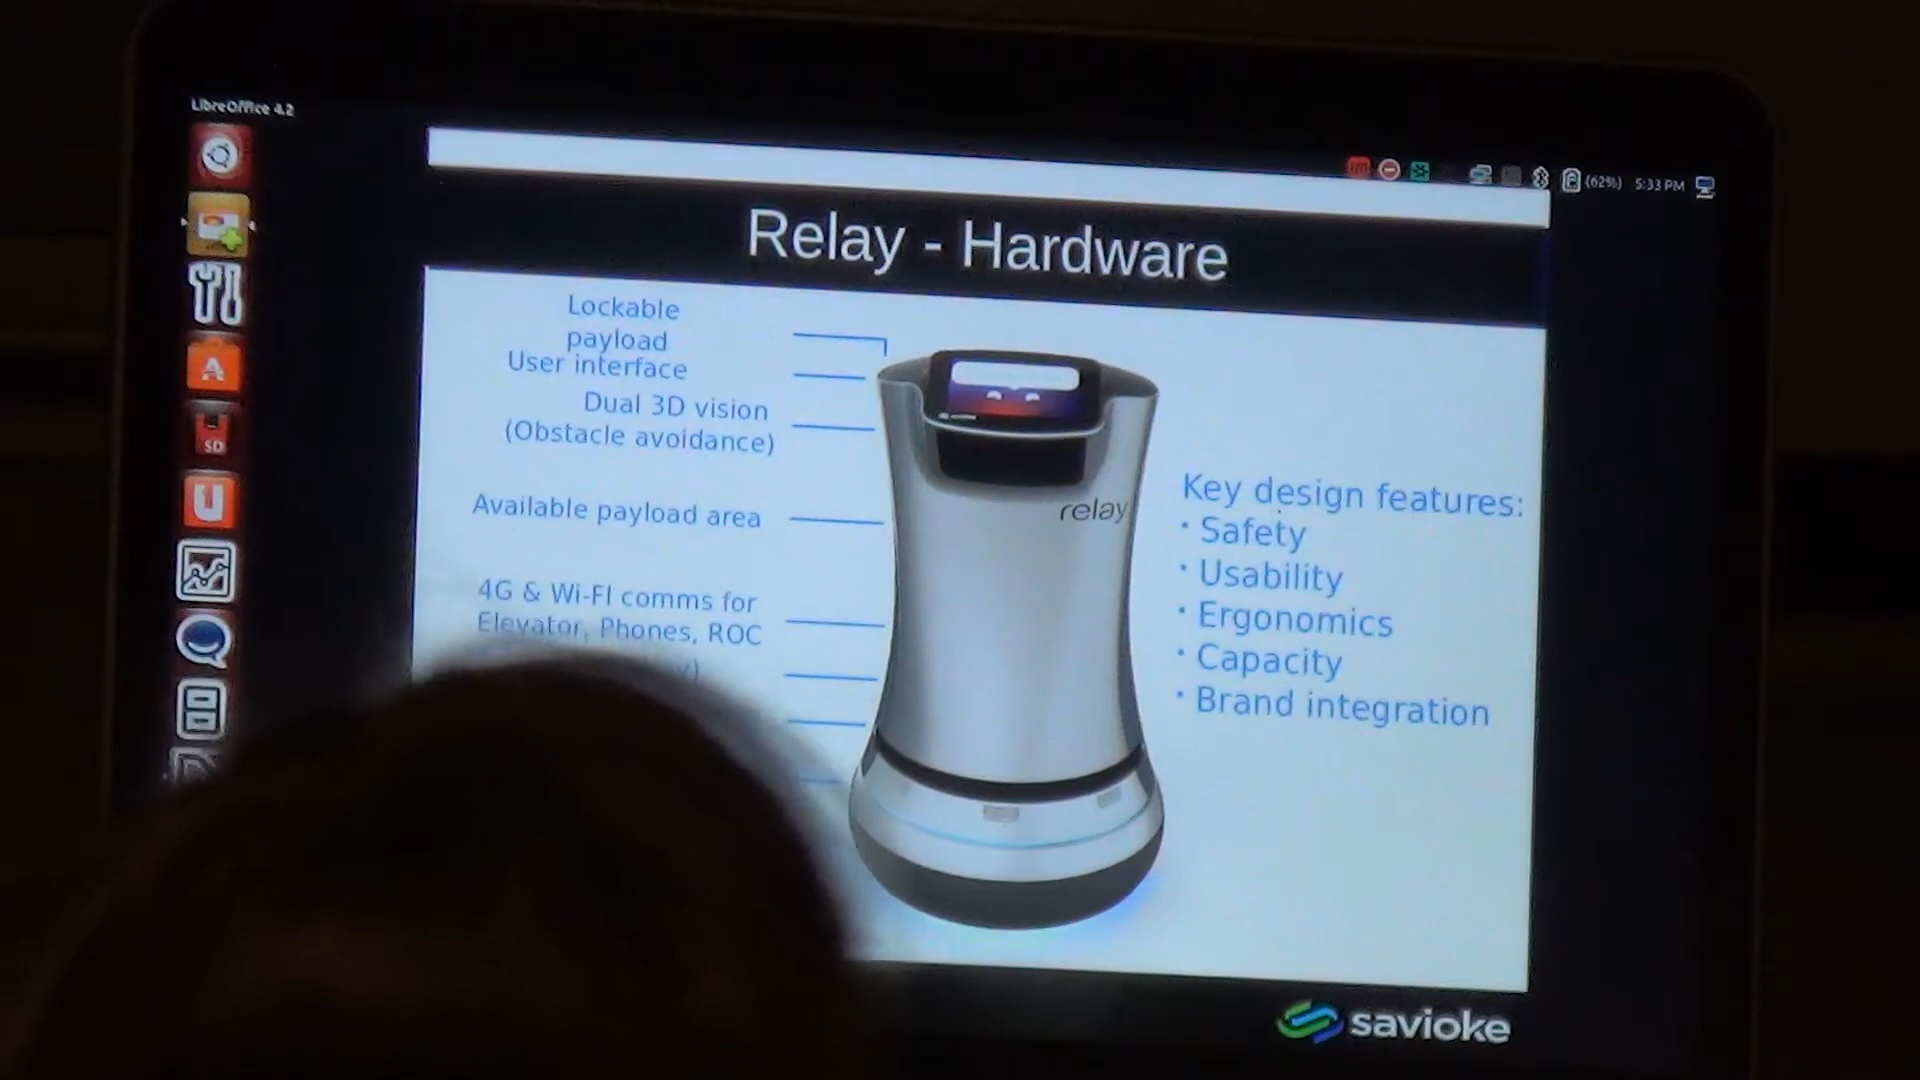 LibreOffice 4.2
(62%) 5:33 PM
Relay - Hardware
Lockable
payload
User interface
Dual 3D vision
(Obstacle avoidance)
Available payload area
4G & Wi-FI comms for
Elevator, Phones, ROC
relay
Key design features:
· Safety
· Usability
· Ergonomics
· Capacity
· Brand integration
SD
savioke